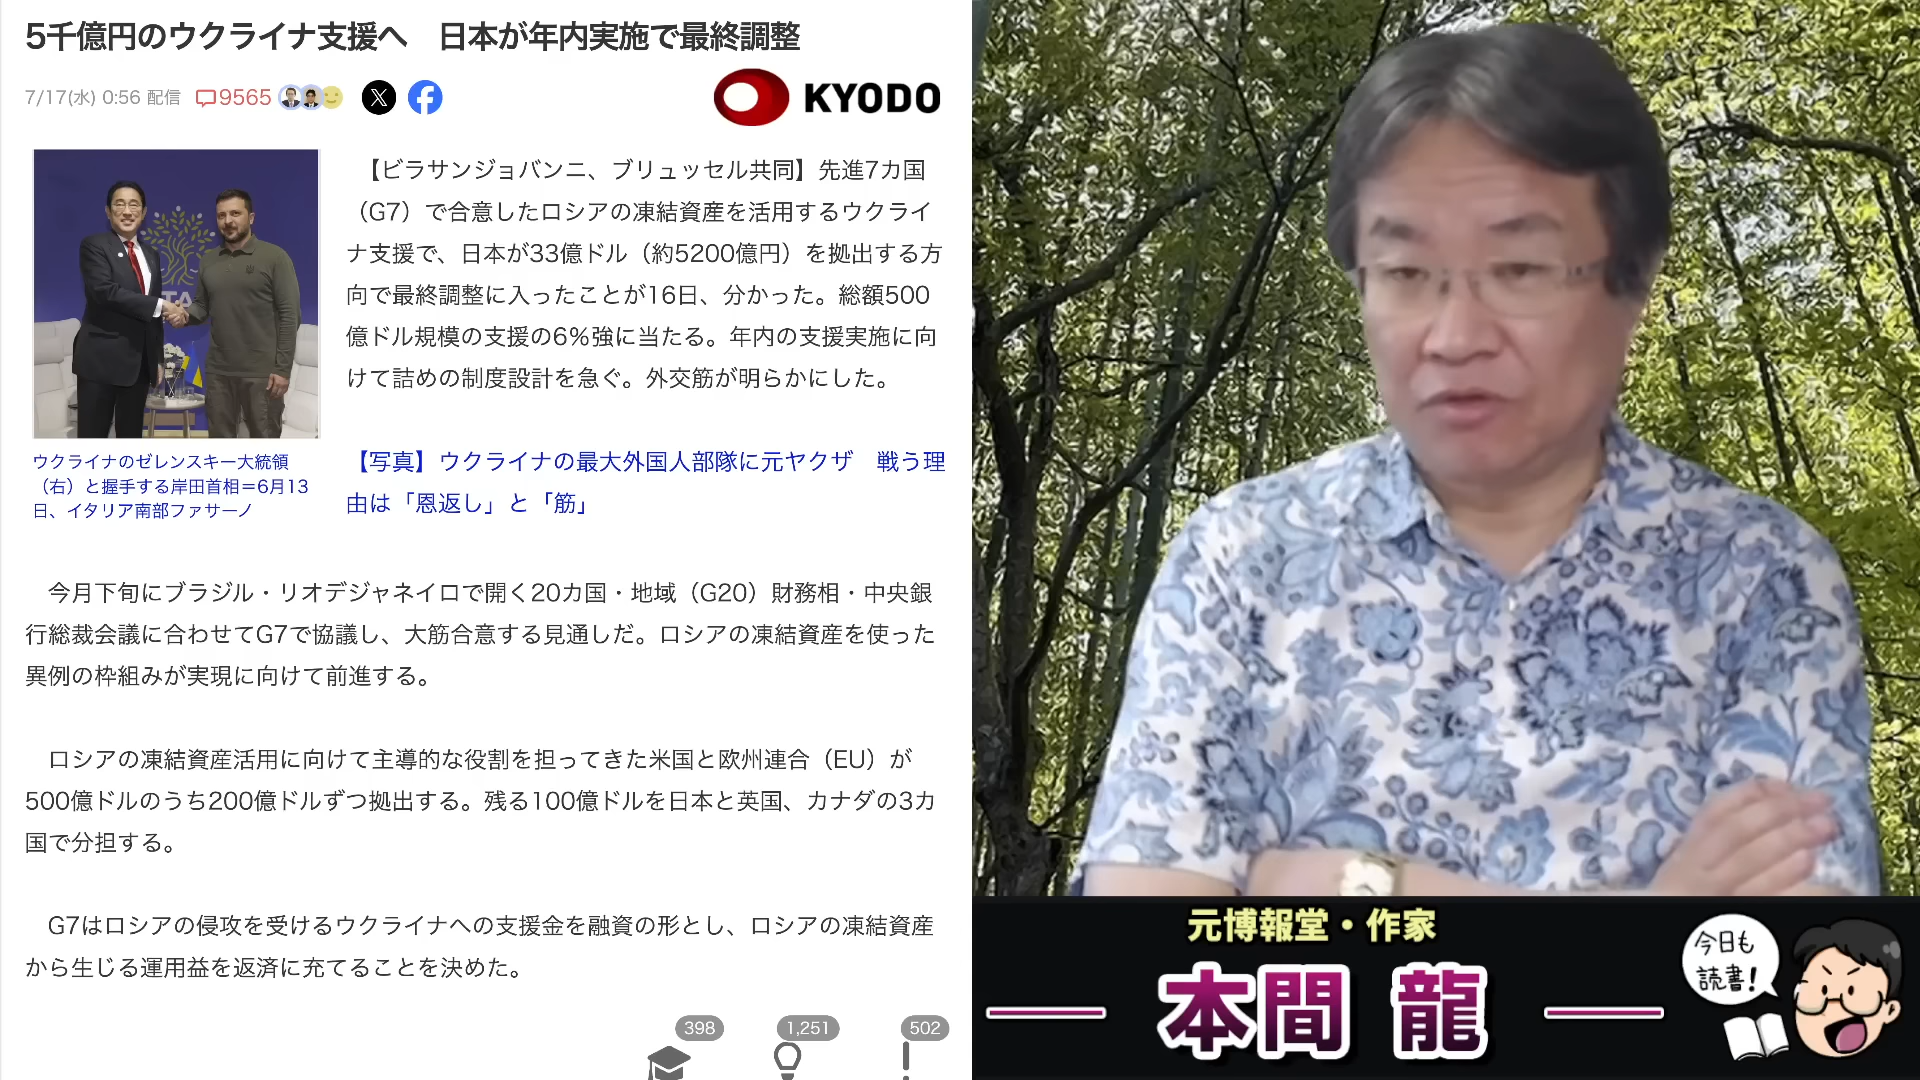 5千億円のウクライナ支援へ　日本が年内実施で最終調整
7/17(水) 0:56 配信 9565
KYODO
【ビラサンジョバンニ、ブリュッセル共同】先進7カ国
（G7）で合意したロシアの凍結資産を活用するウクライ
ナ支援で、日本が33億ドル（約5200億円）を拠出する方
向で最終調整に入ったことが16日、分かった。総額500
億ドル規模の支援の6％強に当たる。年内の支援実施に向
けて詰めの制度設計を急ぐ。外交筋が明らかにした。
ウクライナのゼレンスキー大統領
（右）と握手する岸田首相＝6月13
日、イタリア南部ファサーノ
【写真】ウクライナの最大外国人部隊に元ヤクザ　戦う理
由は「恩返し」と「筋」
今月下旬にブラジル・リオデジャネイロで開く20カ国・地域（G20）財務相・中央銀
行総裁会議に合わせてG7で協議し、大筋合意する見通しだ。ロシアの凍結資産を使った
異例の枠組みが実現に向けて前進する。
ロシアの凍結資産活用に向けて主導的な役割を担ってきた米国と欧州連合（EU）が
500億ドルのうち200億ドルずつ拠出する。残る100億ドルを日本と英国、カナダの3カ
国で分担する。
G7はロシアの侵攻を受けるウクライナへの支援金を融資の形とし、ロシアの凍結資産
から生じる運用益を返済に充てることを決めた。
398 1,251 502
元博報堂・作家
本間 龍
今日も
読書!